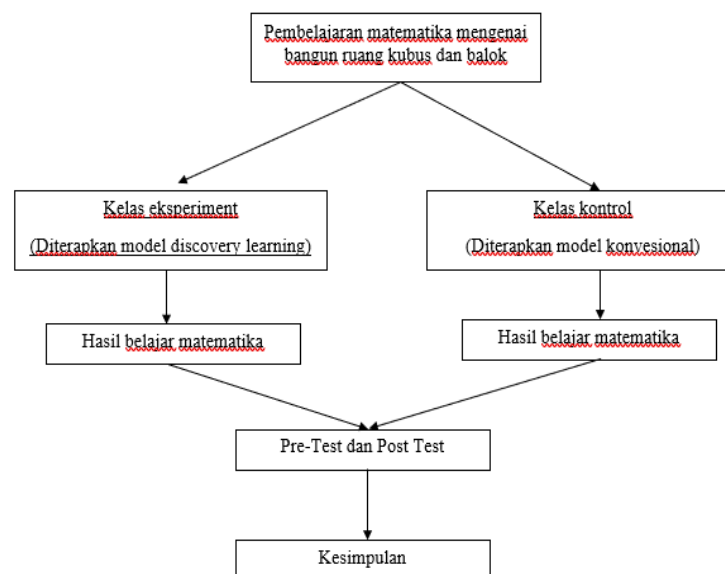 Pembelajaran matematika mengenai
bangun ruang kubus dan balok
Kelas eksperiment
(Diterapkan model discovery learning)
Kelas kontrol
(Diterapkan model konvesional)
Hasil belajar matematika
Hasil belajar matematika
Pre-Test dan Post Test
Kesimpulan